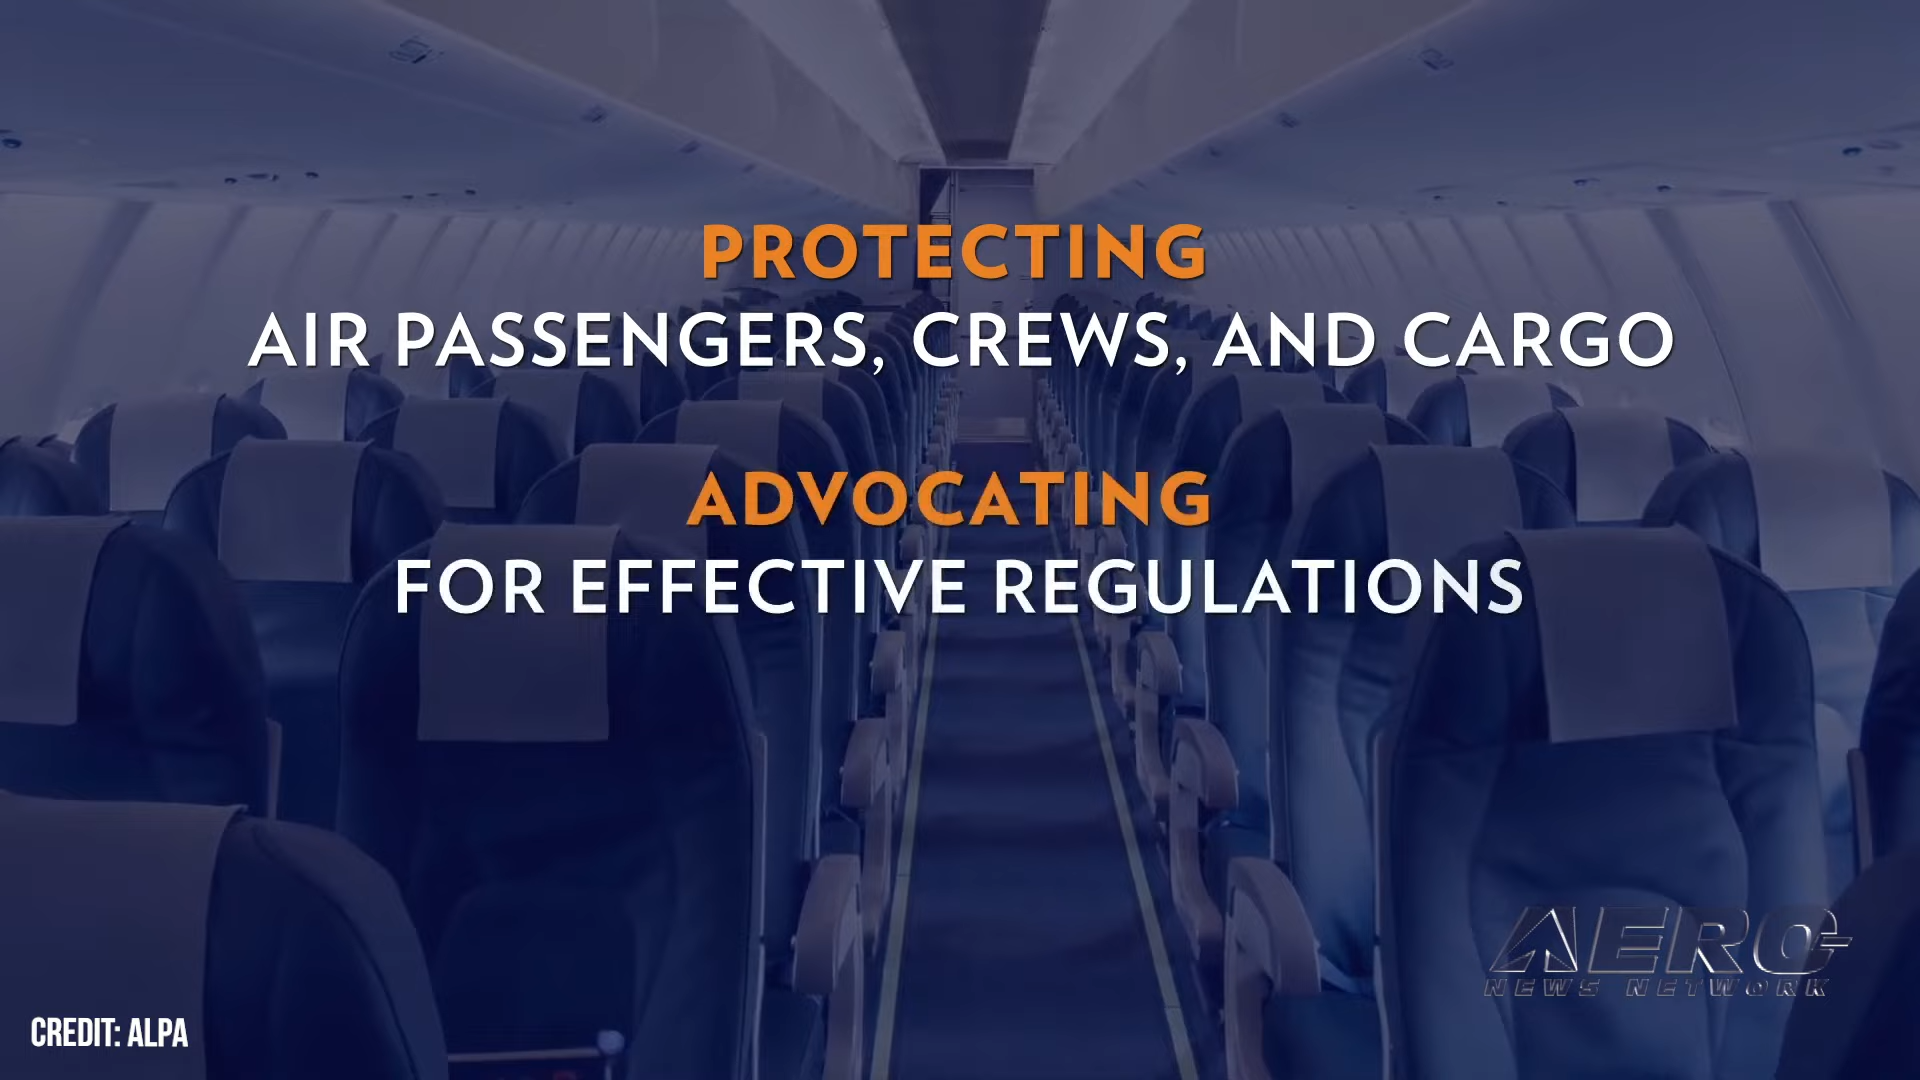 PROTECTING
AIR PASSENGERS, CREWS, AND CARGO
ADVOCATING
FOR EFFECTIVE REGULATIONS
AERO
NEWS NETWORK
CREDIT: ALPA